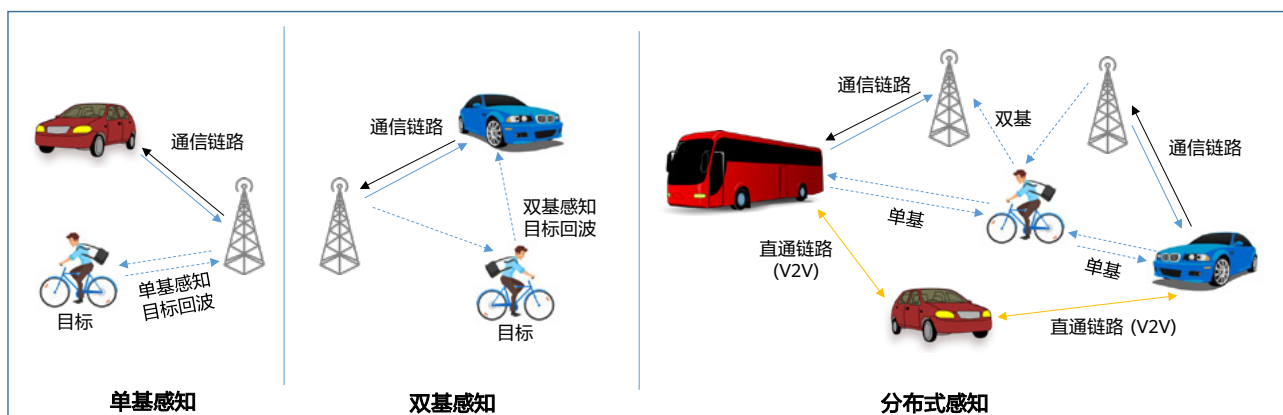 通信链路
单基感知
目标回波
目标
单基感知
通信链路
双基感知
目标回波
目标
双基感知
通信链路
双基
通信链路
单基
单基
直通链路
(V2V)
直通链路 (V2V)
分布式感知